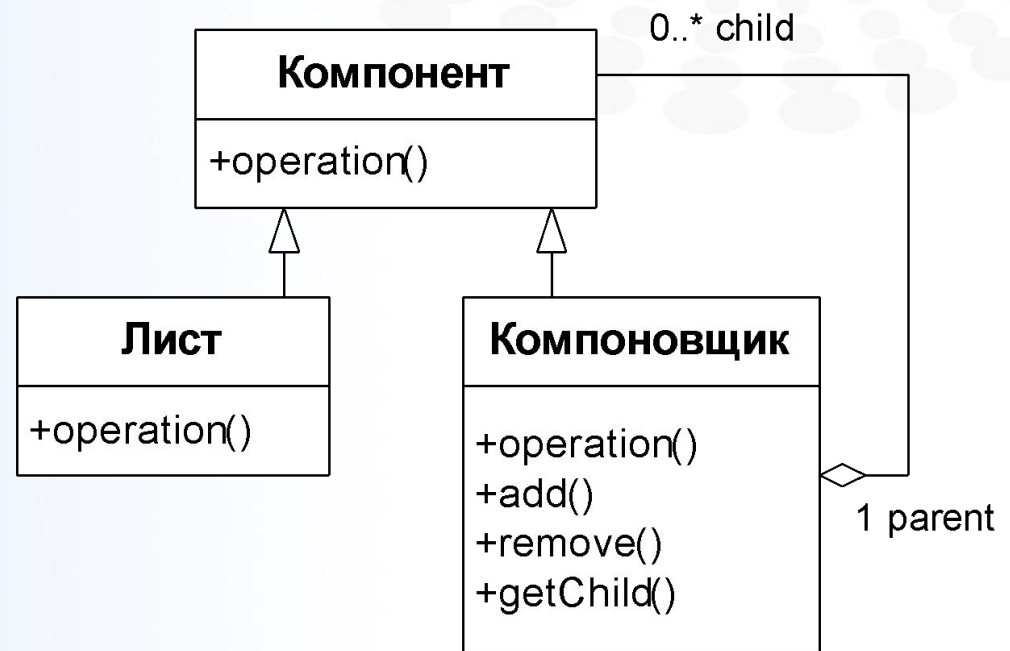 0..* child
Компонент
+operation()
Лист
+operation()
Компоновщик
+operation()
+add()
+remove()
+getChild()
1 parent